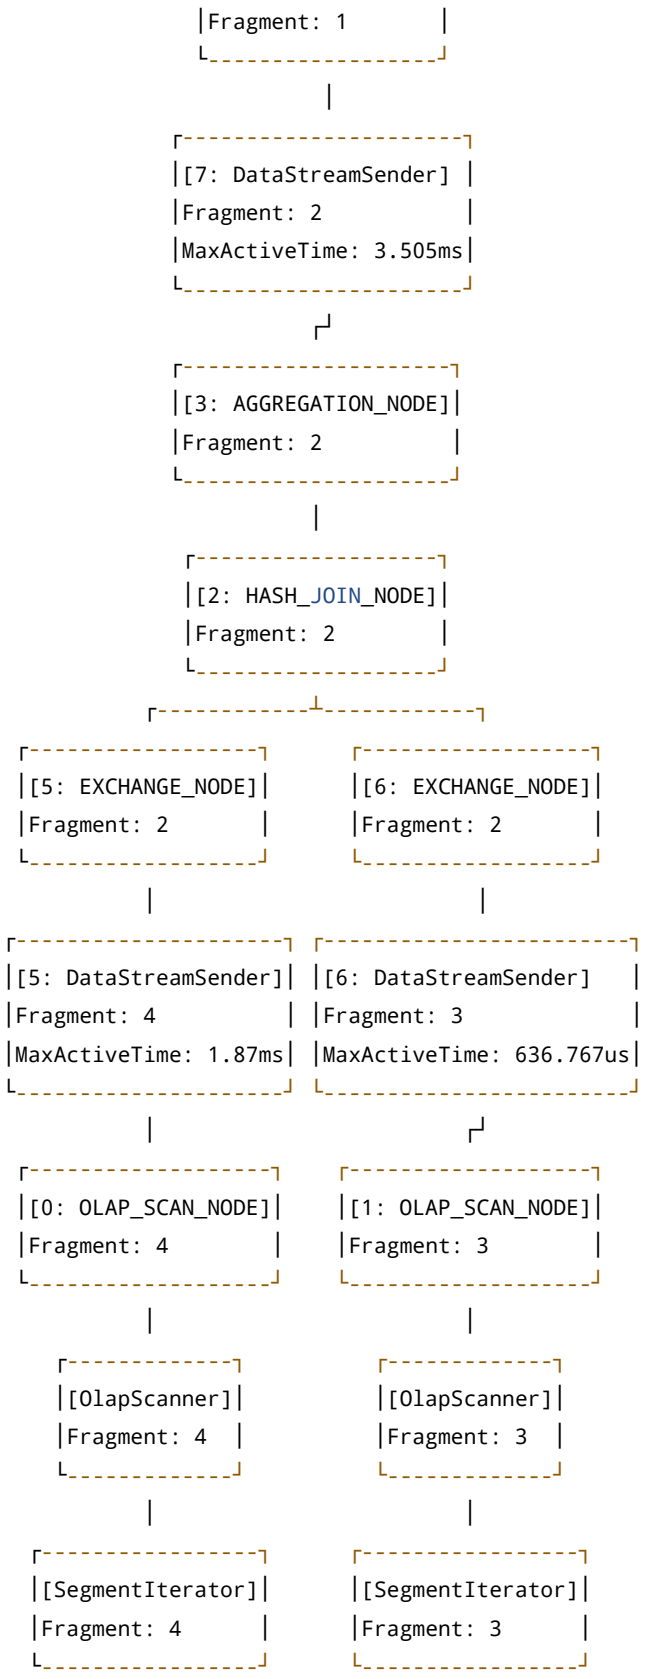 Fragment: 1
[7: DataStreamSender]
Fragment: 2
MaxActiveTime: 3.505ms
[3: AGGREGATION_NODE]
Fragment: 2
[2: HASH_JOIN_NODE]
Fragment: 2
[5: EXCHANGE_NODE] [6: EXCHANGE_NODE]
Fragment: 2 Fragment: 2
[5: DataStreamSender] [6: DataStreamSender]
Fragment: 4 Fragment: 3
MaxActiveTime: 1.87ms MaxActiveTime: 636.767us
[0: OLAP_SCAN_NODE] [1: OLAP_SCAN_NODE]
Fragment: 4 Fragment: 3
[OlapScanner] [OlapScanner]
Fragment: 4 Fragment: 3
[SegmentIterator] [SegmentIterator]
Fragment: 4 Fragment: 3